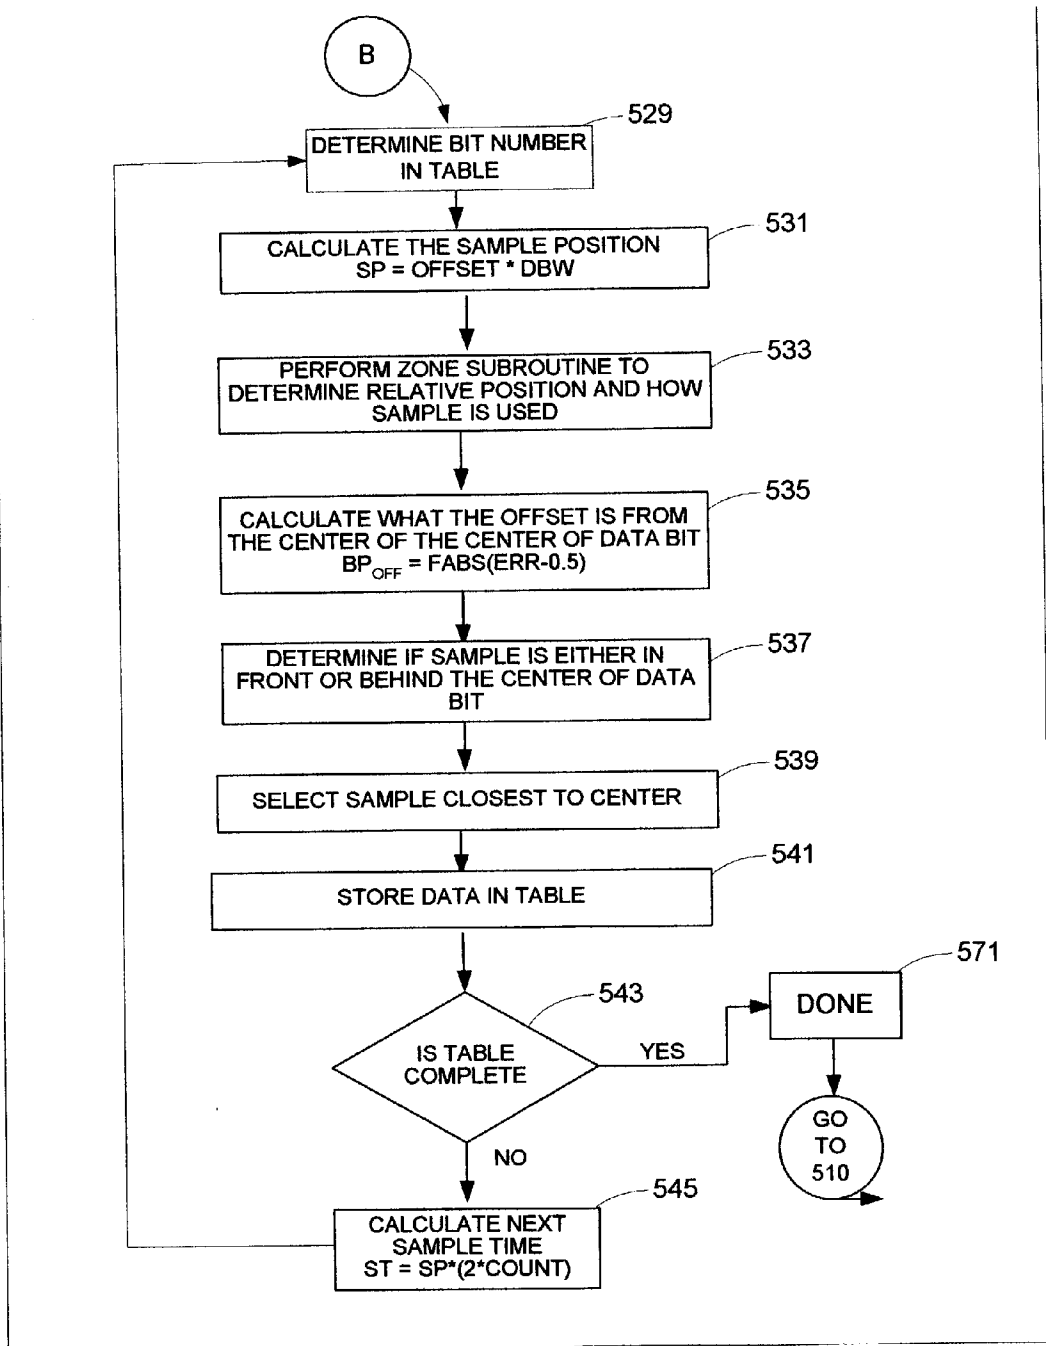 B
529
DETERMINE BIT NUMBER
IN TABLE
531
CALCULATE THE SAMPLE POSITION
SP = OFFSET * DBW
533
PERFORM ZONE SUBROUTINE TO
DETERMINE RELATIVE POSITION AND HOW
SAMPLE IS USED
535
CALCULATE WHAT THE OFFSET IS FROM
THE CENTER OF THE CENTER OF DATA BIT
BP OFF = FABS(ERR-0.5)
537
DETERMINE IF SAMPLE IS EITHER IN
FRONT OR BEHIND THE CENTER OF DATA
BIT
539
SELECT SAMPLE CLOSEST TO CENTER
541
STORE DATA IN TABLE
543
IS TABLE
COMPLETE
YES
571
DONE
GO
TO
510
NO
545
CALCULATE NEXT
SAMPLE TIME
ST = SP*(2*COUNT)